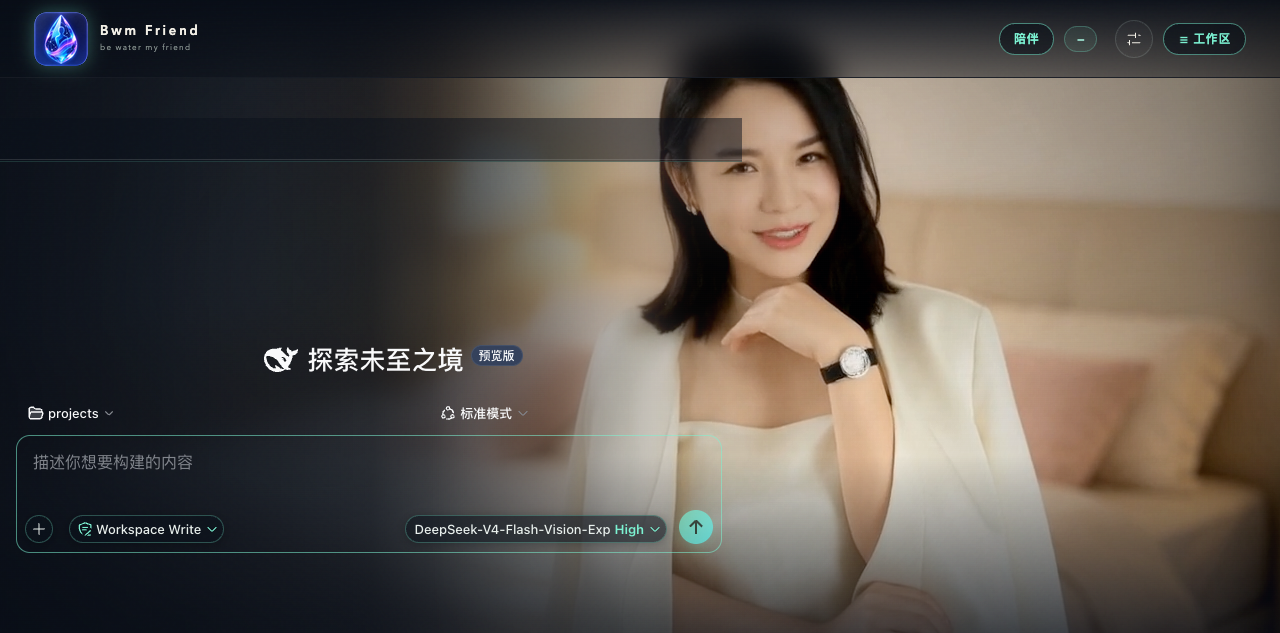 Bwm Friend
be water my friend
陪伴
–
≡ 工作区
探索未至之境 预览版
projects
标准模式
描述你想要构建的内容
Workspace Write
DeepSeek-V4-Flash-Vision-Exp High